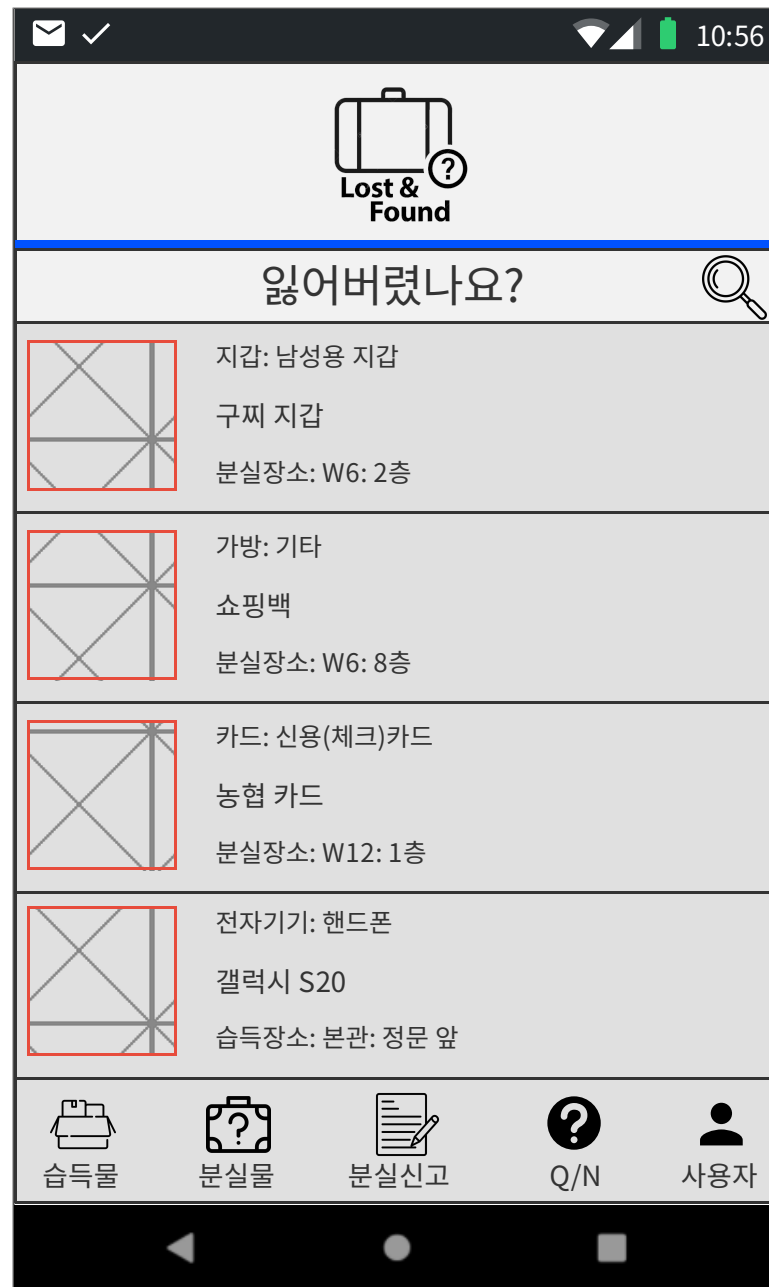 10:56
Lost &
Found
잃어버렸나요?
지갑: 남성용 지갑
구찌 지갑
분실장소: W6: 2층
가방: 기타
쇼핑백
분실장소: W6: 8층
카드: 신용(체크)카드
농협 카드
분실장소: W12: 1층
전자기기: 핸드폰
갤럭시 S20
습득장소: 본관: 정문 앞
습득물
분실물
분실신고
Q/N
사용자